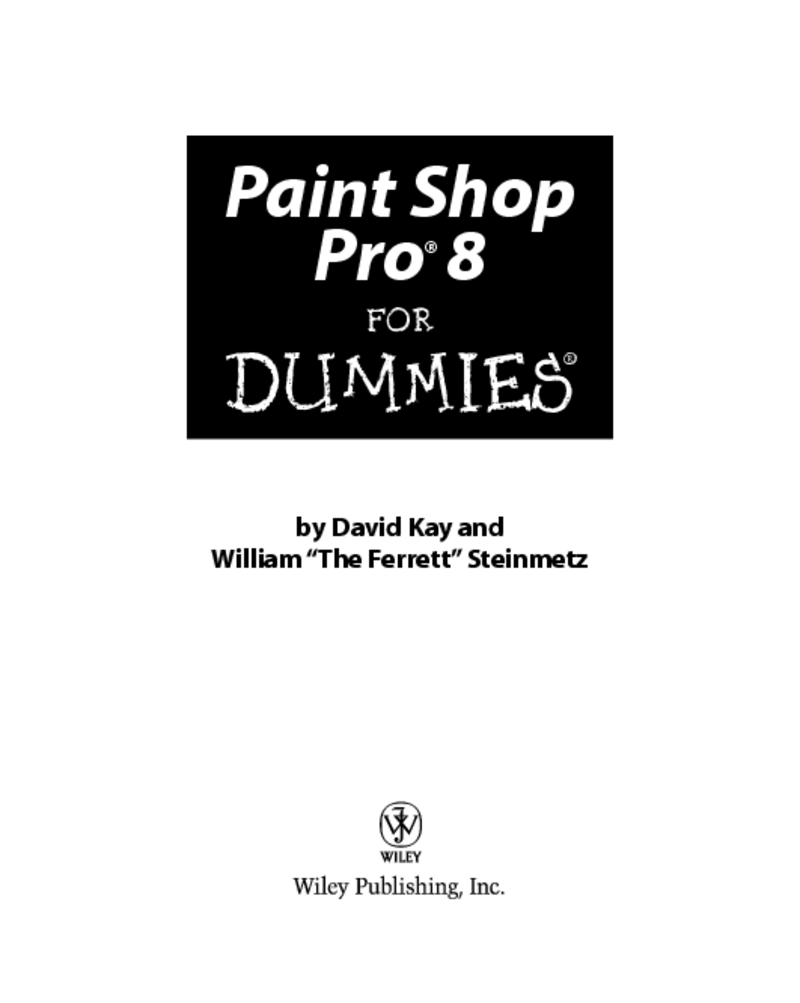 Paint Shop
Pro® 8
FOR
DUMMIES®
by David Kay and
William “The Ferrett” Steinmetz
WILEY
Wiley Publishing, Inc.